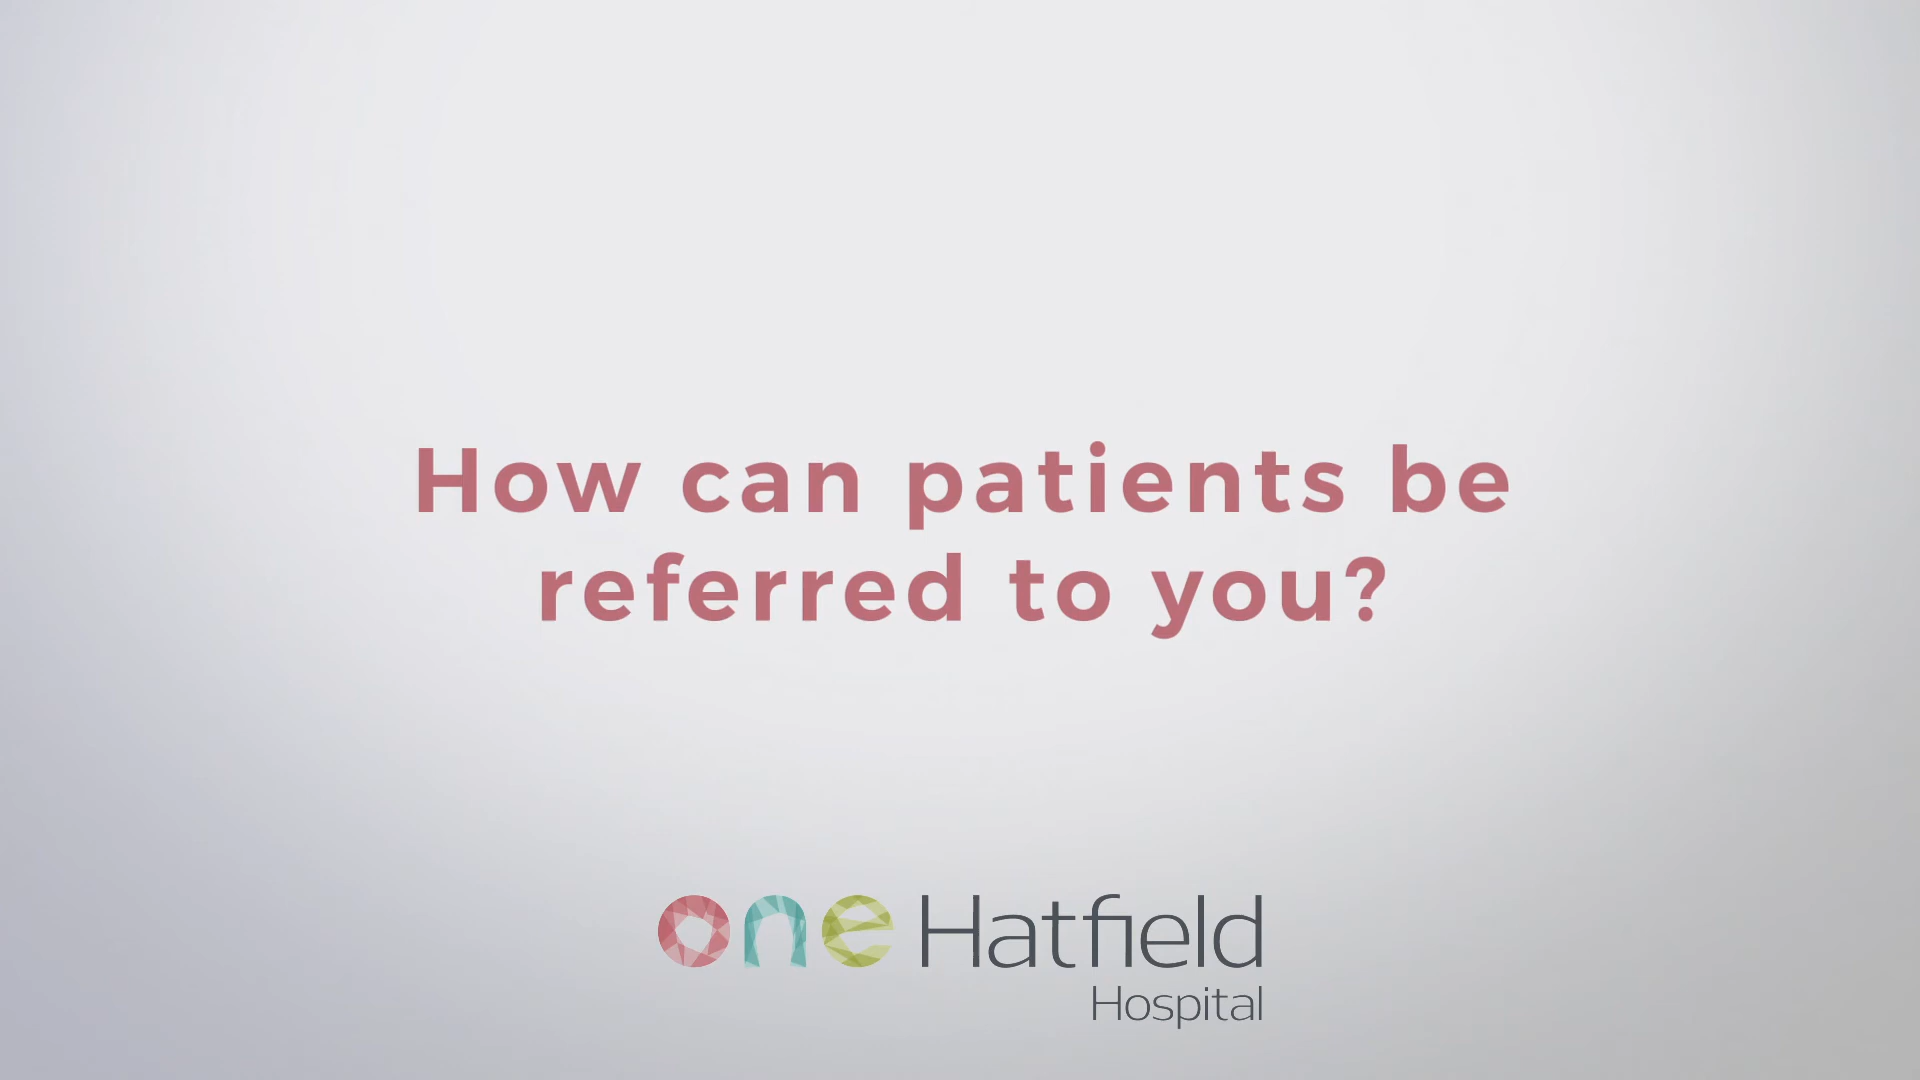 How can patients be
referred to you?
one Hatfield
Hospital